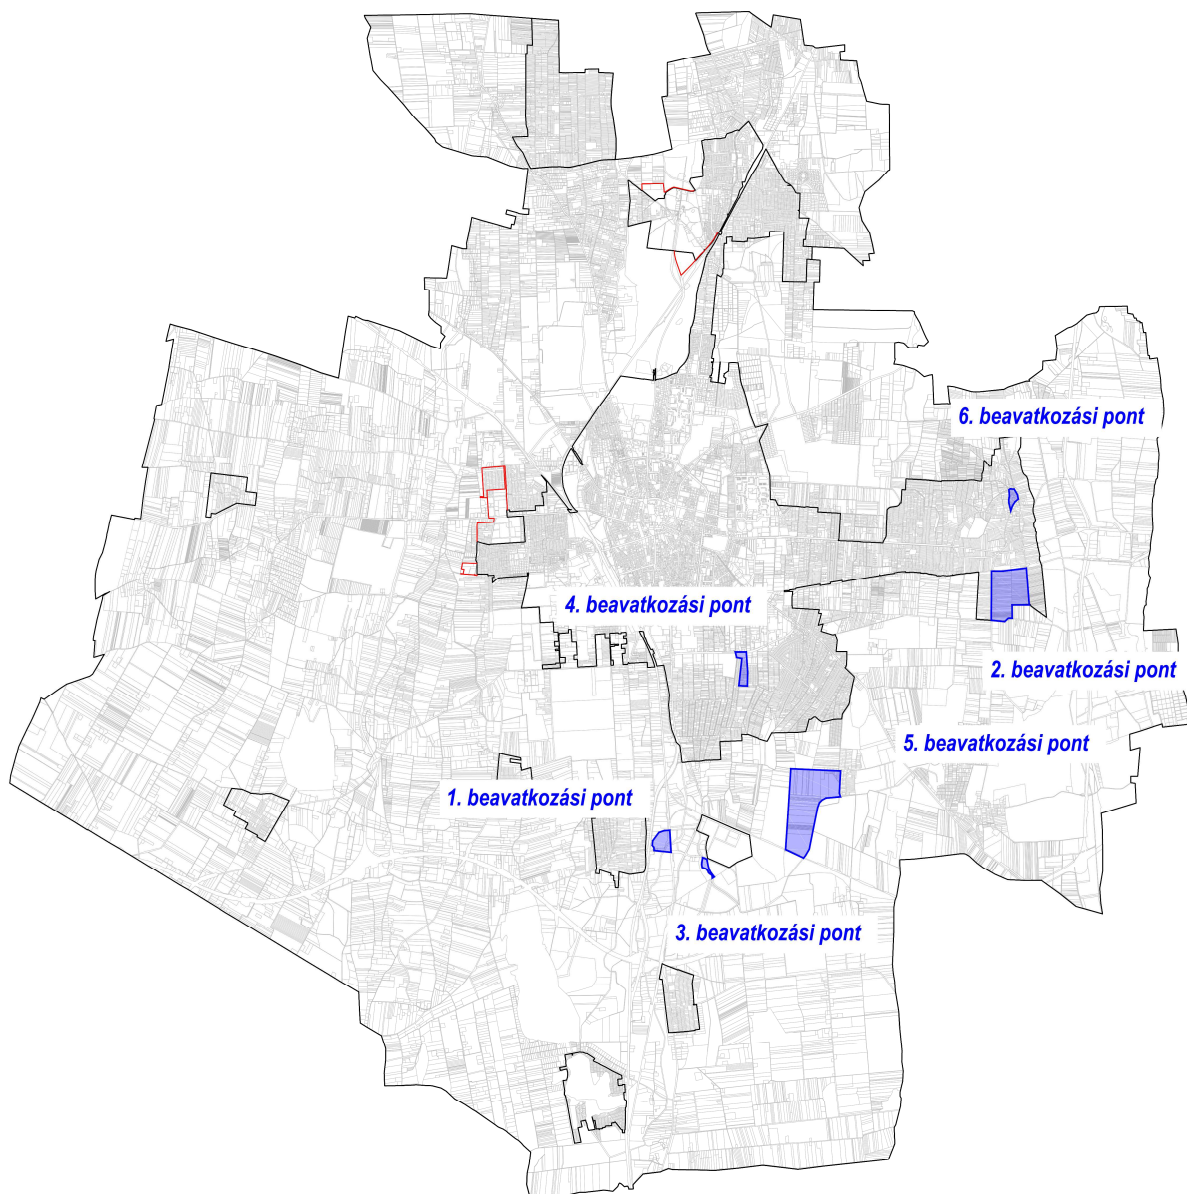 6. beavatkozási pont
4. beavatkozási pont
2. beavatkozási pont
5. beavatkozási pont
1. beavatkozási pont
3. beavatkozási pont